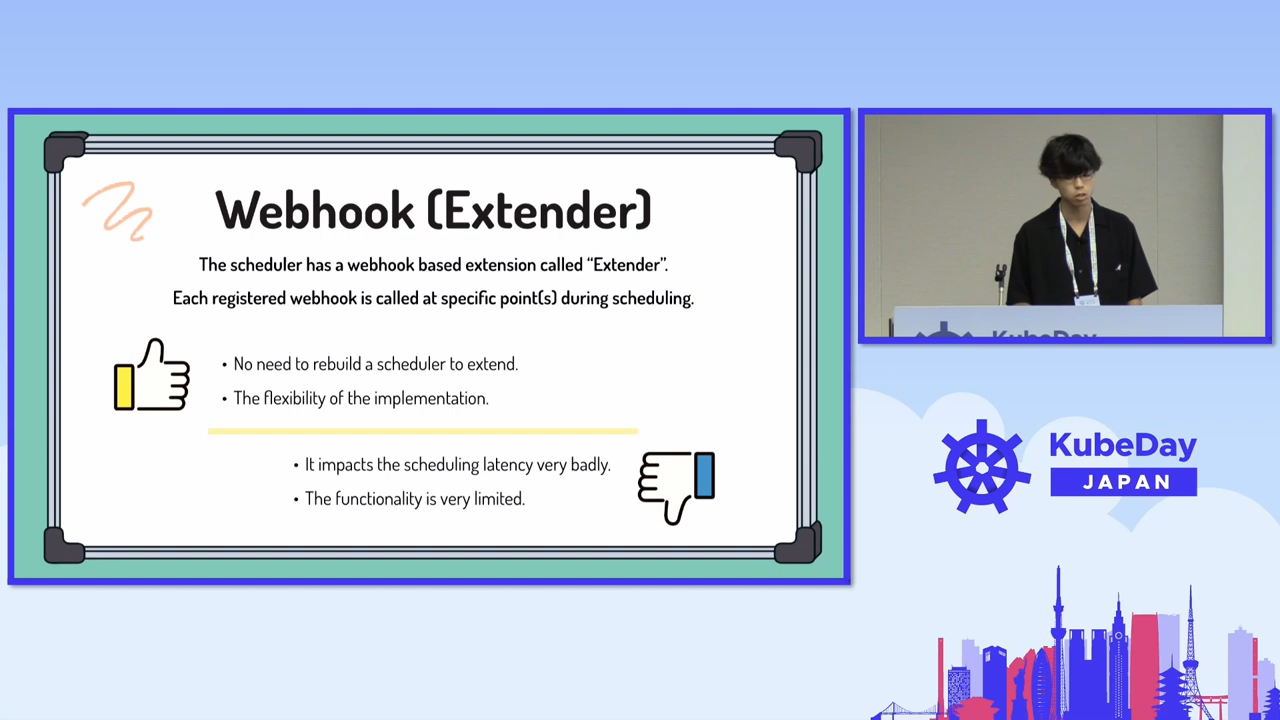 Webhook (Extender)
The scheduler has a webhook based extension called “Extender”.
Each registered webhook is called at specific point(s) during scheduling.
• No need to rebuild a scheduler to extend.
• The flexibility of the implementation.
• It impacts the scheduling latency very badly.
• The functionality is very limited.
KubeDay
KubeDay
JAPAN